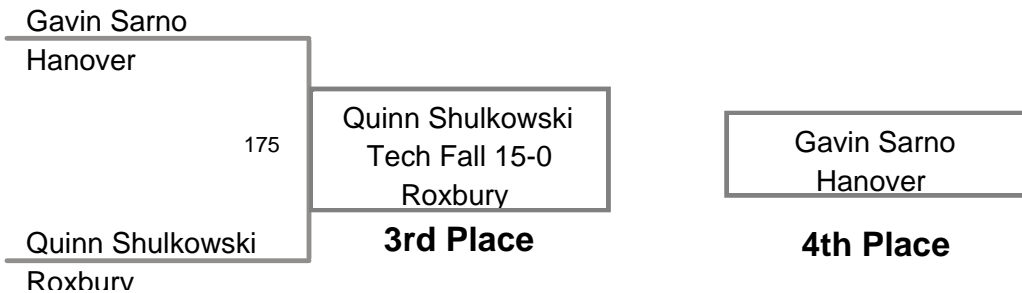 Gavin Sarno
Hanover
175
Quinn Shulkowski
Tech Fall 15-0
Roxbury
3rd Place
Gavin Sarno
Hanover
4th Place
Quinn Shulkowski
Roxbury